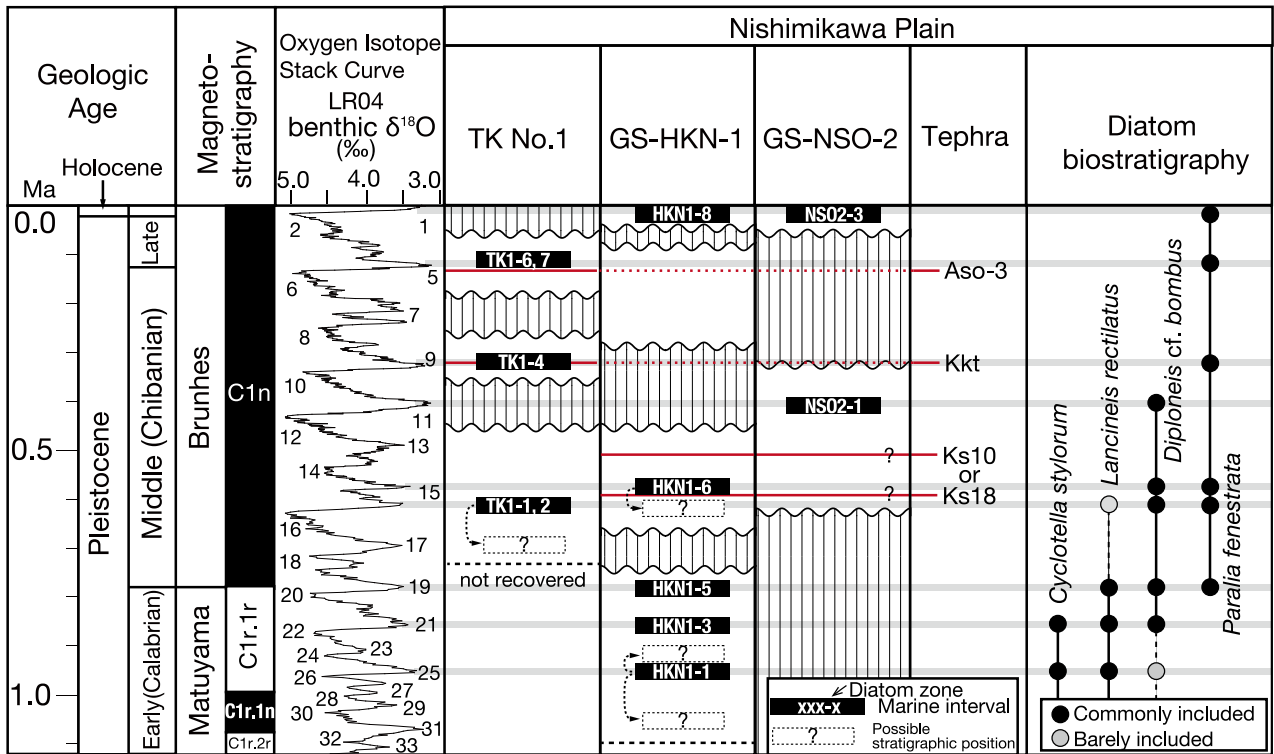 Nishimikawa Plain
Geologic
Age
Magneto-
stratigraphy
Oxygen Isotope
Stack Curve
LR04
benthic δ18O
(‰)
5.0 4.0 3.0
TK No.1
GS-HKN-1
GS-NSO-2
Tephra
Diatom
biostratigraphy
Ma
Holocene
0.0
0.5
1.0
Pleistocene
Late
Middle (Chibanian)
Early(Calabrian)
Brunhes
Matuyama
C1n
C1r.1r
C1r.1n
C1r.2r
1
2
5
6
7
8
9
10
11
12
13
14
15
16
17
18
19
20
21
22
23
24
25
26
27
28
29
30
31
32
33
TK1-6, 7
TK1-4
TK1-1, 2
?
not recovered
HKN1-8
HKN1-6
?
HKN1-5
HKN1-3
?
HKN1-1
?
NSO2-3
NSO2-1
?
?
Aso-3
Kkt
Ks10
or
Ks18
Cyclotella stylorum
Lancineis rectilatus
Diploneis cf. bombus
Paralia fenestrata
Diatom zone
xxx-x Marine interval
? Possible
stratigraphic position
Commonly included
Barely included